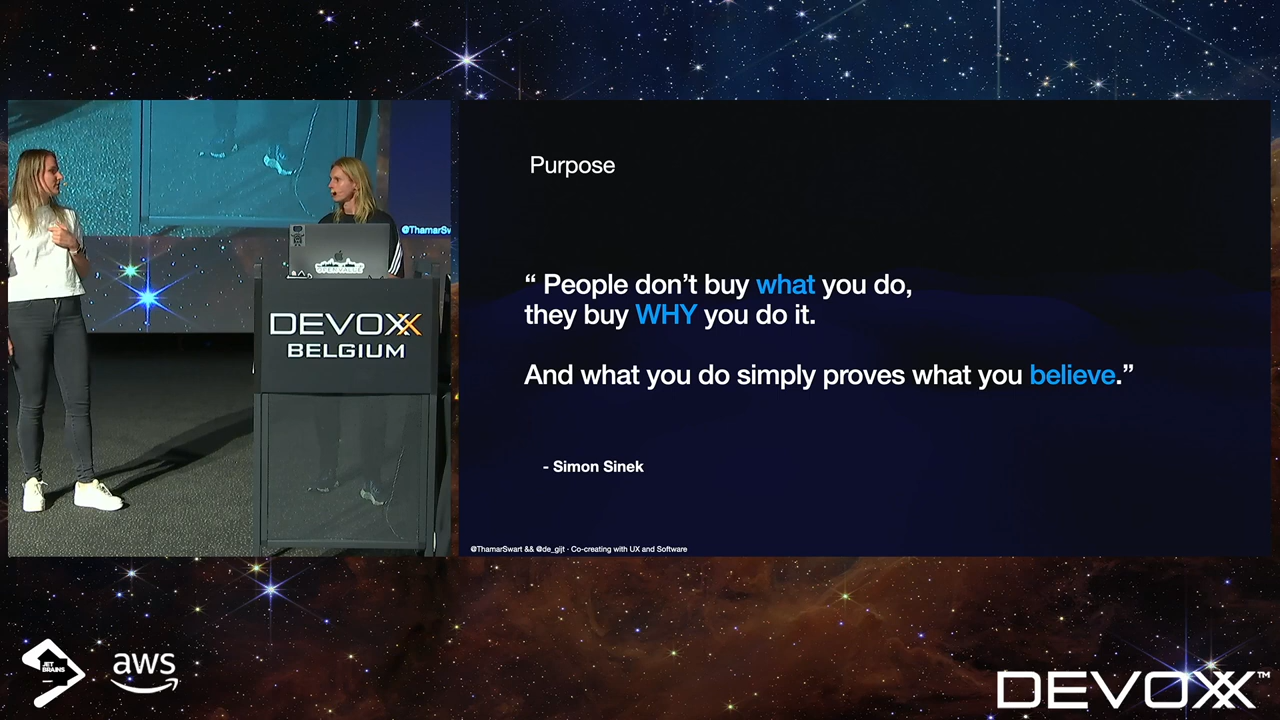 Purpose
“ People don’t buy what you do,
they buy WHY you do it.
And what you do simply proves what you believe.”
- Simon Sinek
@ThamarSwart && @de_gijt · Co-creating with UX and Software
@ThamarSw
OPENVALUE
DEVOXX
BELGIUM
JET
BRAINS
aws
DEVOXX™